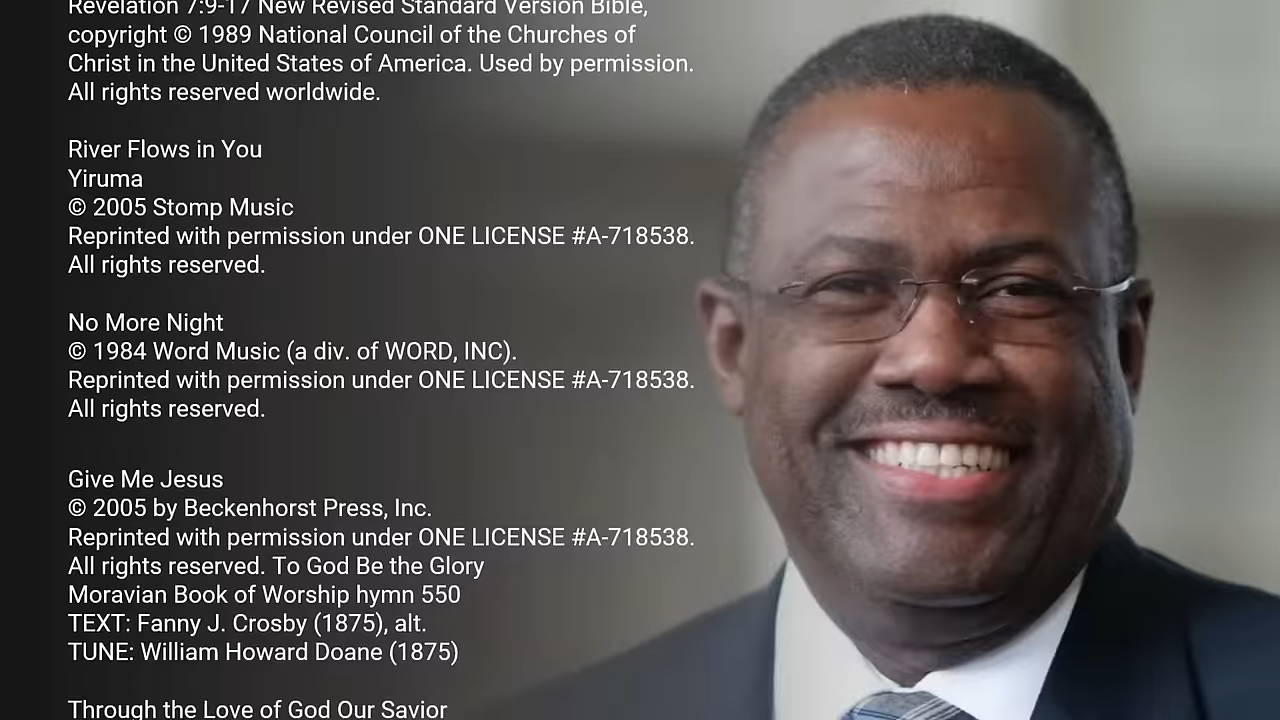 Revelation 7:9-17 New Revised Standard Version Bible,
copyright © 1989 National Council of the Churches of
Christ in the United States of America. Used by permission.
All rights reserved worldwide.
River Flows in You
Yiruma
© 2005 Stomp Music
Reprinted with permission under ONE LICENSE #A-718538.
All rights reserved.
No More Night
© 1984 Word Music (a div. of WORD, INC).
Reprinted with permission under ONE LICENSE #A-718538.
All rights reserved.
Give Me Jesus
© 2005 by Beckenhorst Press, Inc.
Reprinted with permission under ONE LICENSE #A-718538.
All rights reserved. To God Be the Glory
Moravian Book of Worship hymn 550
TEXT: Fanny J. Crosby (1875), alt.
TUNE: William Howard Doane (1875)
Through the Love of God Our Savior